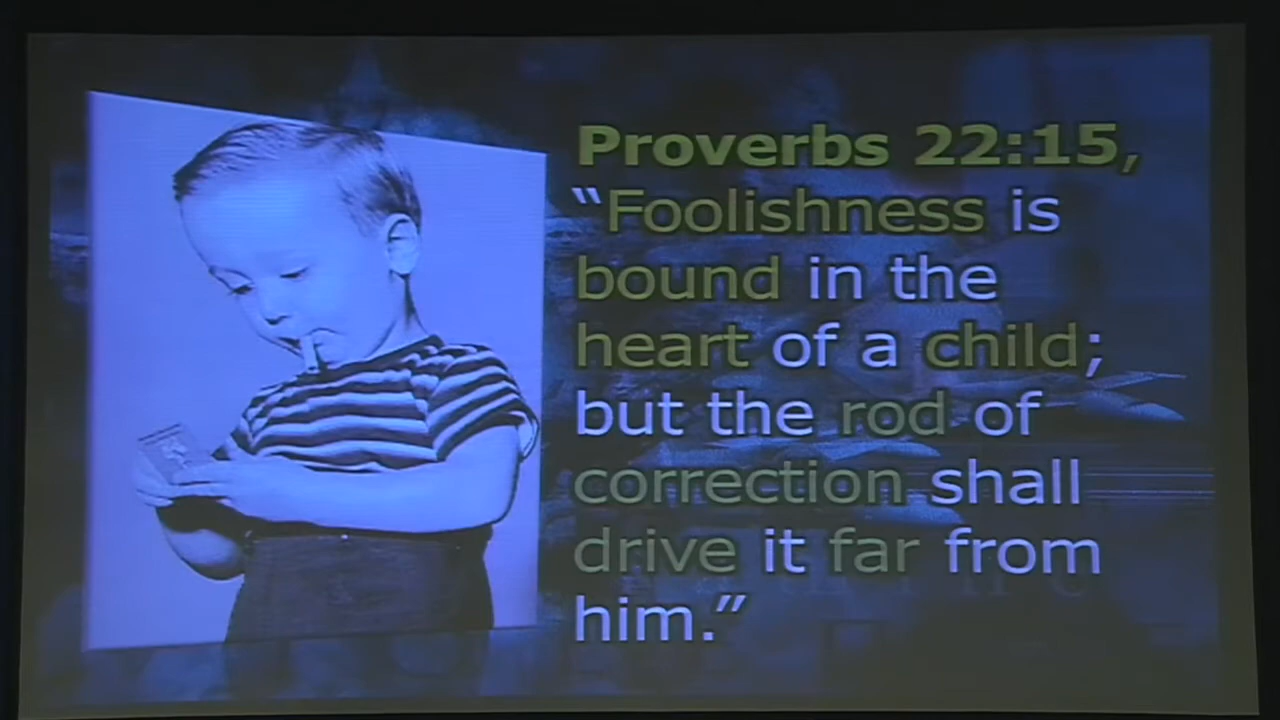 Proverbs 22:15,
“Foolishness is
bound in the
heart of a child;
but the rod of
correction shall
drive it far from
him.”